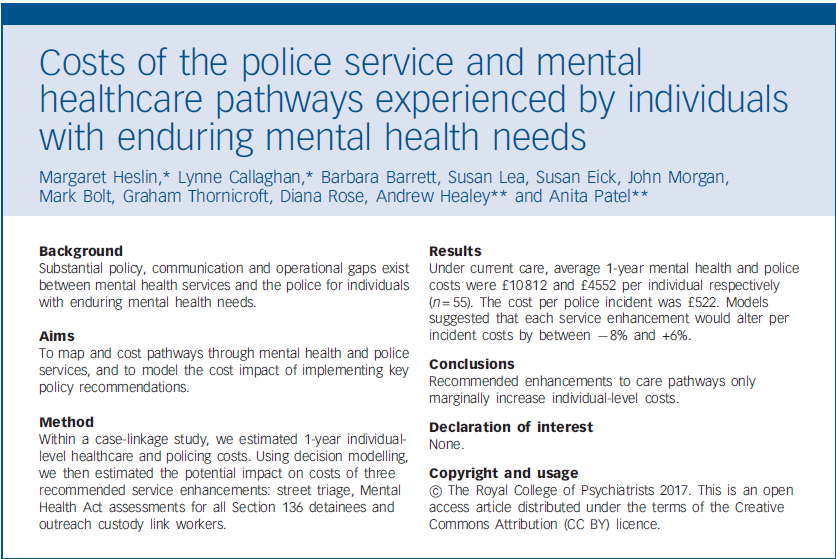 Costs of the police service and mental
healthcare pathways experienced by individuals
with enduring mental health needs
Margaret Heslin,* Lynne Callaghan,* Barbara Barrett, Susan Lea, Susan Eick, John Morgan,
Mark Bolt, Graham Thornicroft, Diana Rose, Andrew Healey** and Anita Patel**
Background
Substantial policy, communication and operational gaps exist
between mental health services and the police for individuals
with enduring mental health needs.
Aims
To map and cost pathways through mental health and police
services, and to model the cost impact of implementing key
policy recommendations.
Method
Within a case-linkage study, we estimated 1-year individual-
level healthcare and policing costs. Using decision modelling,
we then estimated the potential impact on costs of three
recommended service enhancements: street triage, Mental
Health Act assessments for all Section 136 detainees and
outreach custody link workers.
Results
Under current care, average 1-year mental health and police
costs were £10812 and £4552 per individual respectively
(n=55). The cost per police incident was £522. Models
suggested that each service enhancement would alter per
incident costs by between −8% and +6%.
Conclusions
Recommended enhancements to care pathways only
marginally increase individual-level costs.
Declaration of interest
None.
Copyright and usage
© The Royal College of Psychiatrists 2017. This is an open
access article distributed under the terms of the Creative
Commons Attribution (CC BY) licence.